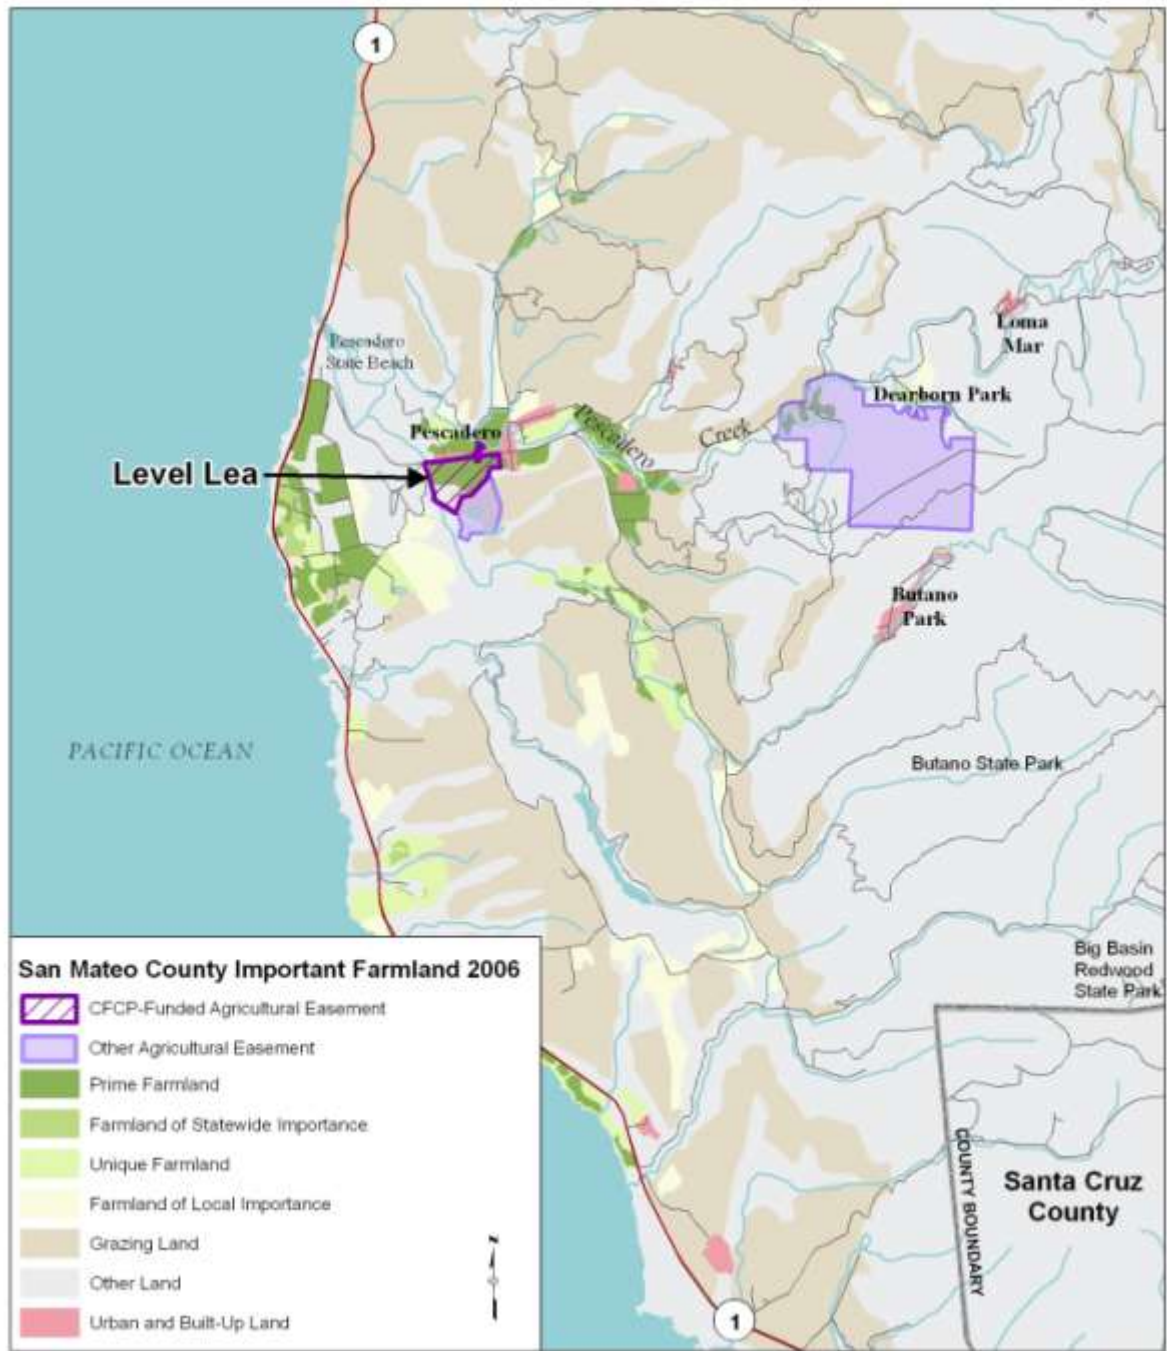 1
Pescadero
State Beach
Loma
Mar
Dearborn Park
Pescadero
Pescadero
Creek
Level Lea
Butano
Park
PACIFIC OCEAN
Butano State Park
Big Basin
Redwood
State Park
San Mateo County Important Farmland 2006
CFCP-Funded Agricultural Easement
Other Agricultural Easement
Prime Farmland
Farmland of Statewide Importance
Unique Farmland
Farmland of Local Importance
Grazing Land
Other Land
Urban and Built-Up Land
N
COUNTY BOUNDARY
Santa Cruz
County
1